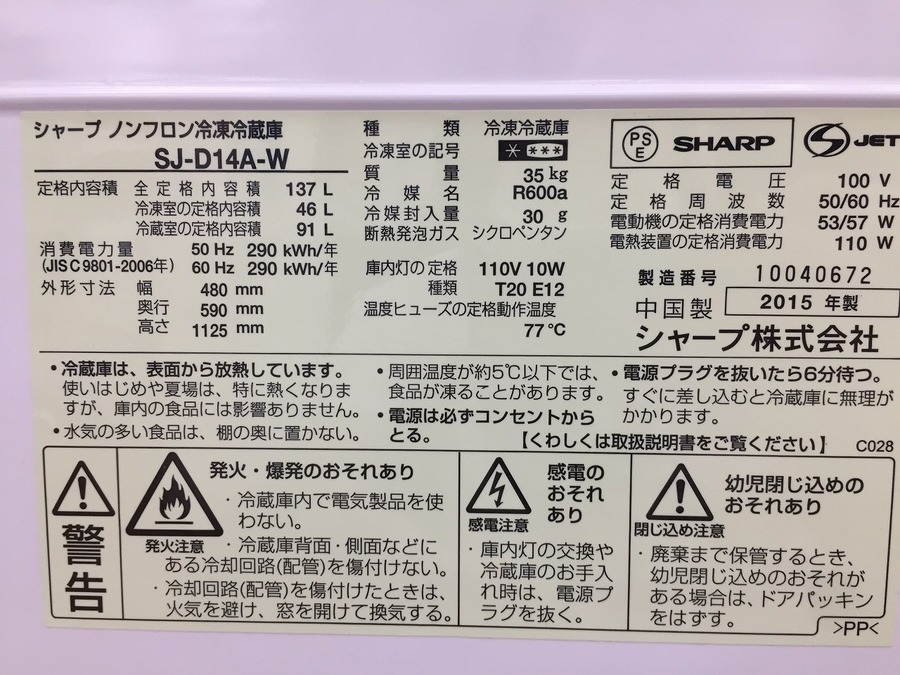 シャープ ノンフロン冷凍冷蔵庫
SJ-D14A-W
定格内容積 全定格内容積 137 L
冷凍室の定格内容積 46 L
冷蔵室の定格内容積 91 L
消費電力量 50 Hz 290 kWh/年
(JIS C 9801-2006年) 60 Hz 290 kWh/年
外形寸法 幅 480 mm
奥行 590 mm
高さ 1125 mm
種類 冷凍冷蔵庫
冷凍室の記号 * ***
質量 35 kg
冷媒名 R600a
冷媒封入量 30 g
断熱発泡ガス シクロペンタン
庫内灯の定格 110V 10W
種類 T20 E12
温度ヒューズの定格動作温度
77℃
PSE SHARP S JET
定格電圧 100 V
定格周波数 50/60 Hz
電動機の定格消費電力 53/57 W
電熱装置の定格消費電力 110 W
製造番号 10040672
中国製 2015 年製
シャープ株式会社
・冷蔵庫は、表面から放熱しています。
使いはじめや夏場は、特に熱くなりま
すが、庫内の食品には影響ありません。
・水気の多い食品は、棚の奥に置かない。
・周囲温度が約5℃以下では、
食品が凍ることがあります。
・電源は必ずコンセントから
とる。
・電源プラグを抜いたら6分待つ。
すぐに差し込むと冷蔵庫に無理が
かかります。
【くわしくは取扱説明書をご覧ください】 C028
警告
発火・爆発のおそれあり
発火注意
・冷蔵庫内で電気製品を使
わない。
・冷蔵庫背面・側面などに
ある冷却回路(配管)を傷付けない。
・冷却回路(配管)を傷付けたときは、
火気を避け、窓を開けて換気する。
感電注意
感電の
おそれ
あり
・庫内灯の交換や
冷蔵庫のお手入
れ時は、電源プ
ラグを抜く。
閉じ込め注意
幼児閉じ込めの
おそれあり
・廃棄まで保管するとき、
幼児閉じ込めのおそれが
ある場合は、ドアパッキン
をはずす。
>PP<